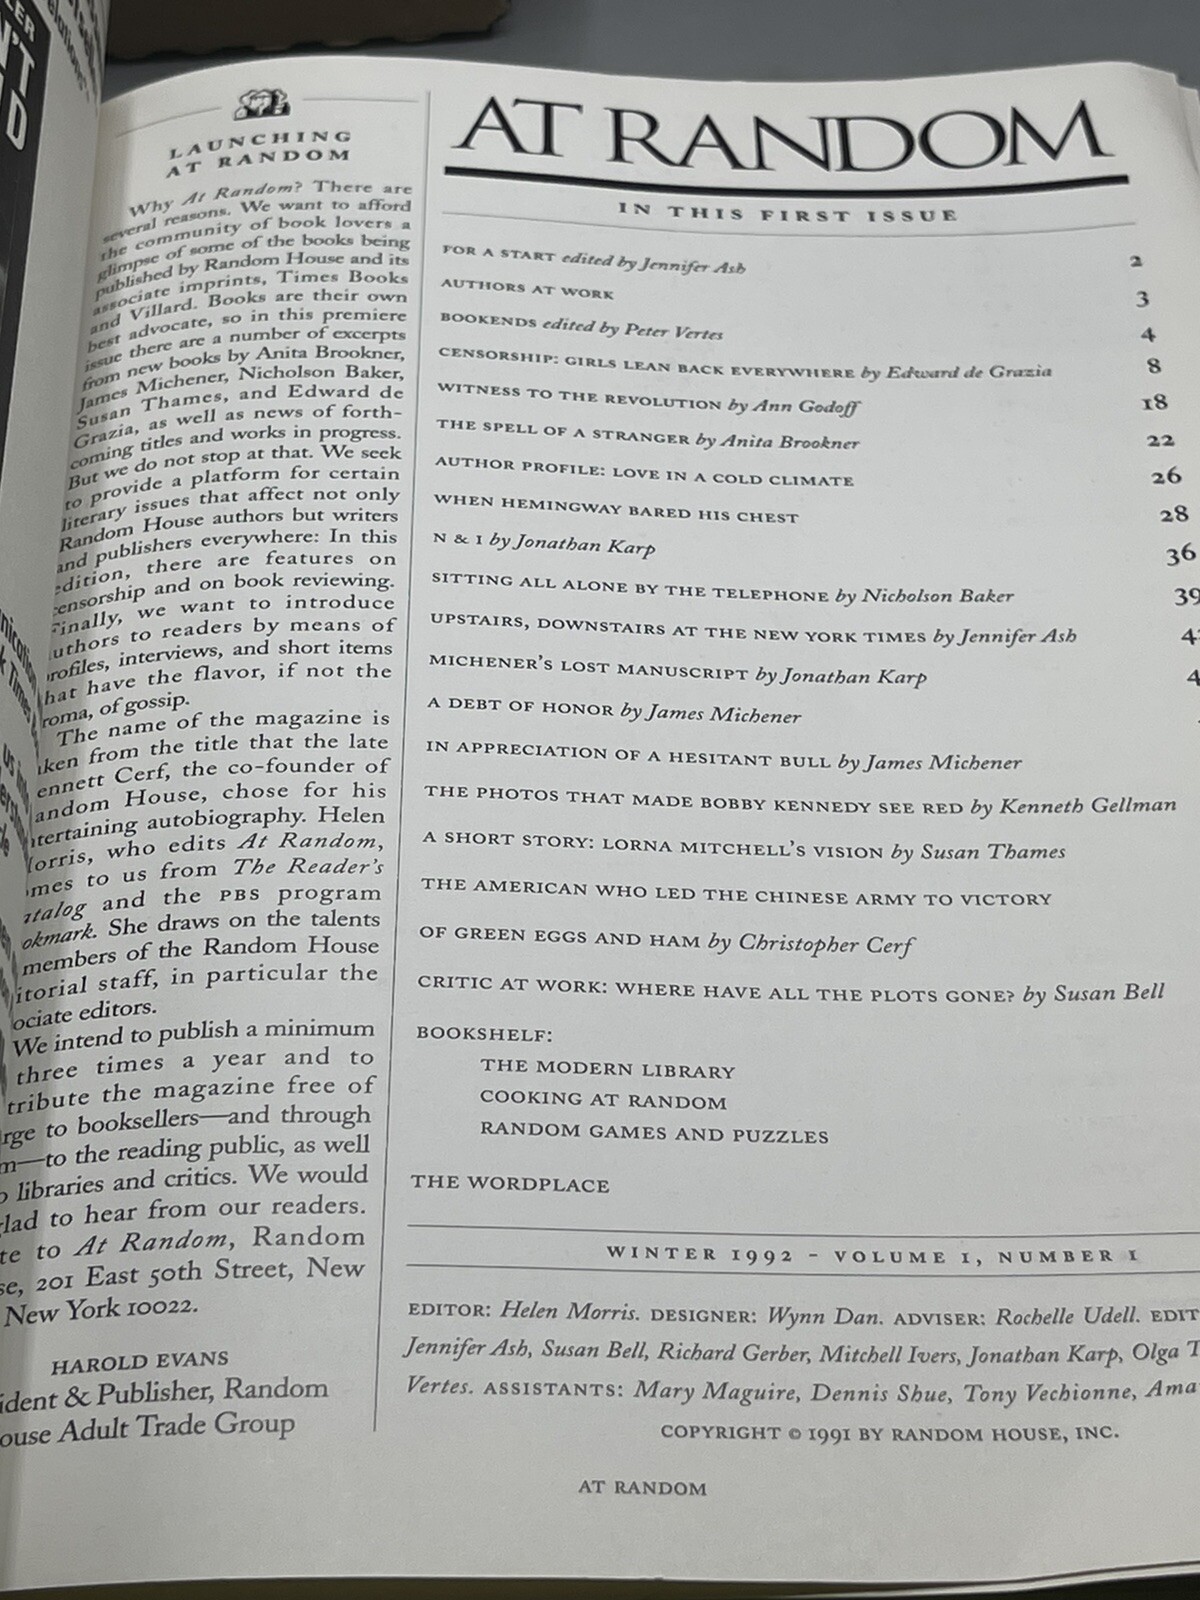 LAUNCHING
AT RANDOM
Why At Random? There are
several reasons. We want to afford
the community of book lovers a
glimpse of some of the books being
published by Random House and its
associate imprints, Times Books
and Villard. Books are their own
best advocate, so in this premiere
issue there are a number of excerpts
from new books by Anita Brookner,
James Michener, Nicholson Baker,
Susan Thames, and Edward de
Grazia, as well as news of forth-
coming titles and works in progress.
But we do not stop at that. We seek
to provide a platform for certain
literary issues that affect not only
Random House authors but writers
and publishers everywhere: In this
edition, there are features on
censorship and on book reviewing.
Finally, we want to introduce
uthors to readers by means of
rofiles, interviews, and short items
hat have the flavor, if not the
roma, of gossip.
The name of the magazine is
ken from the title that the late
ennett Cerf, the co-founder of
andom House, chose for his
ntertaining autobiography. Helen
orris, who edits At Random,
mes to us from The Reader's
atalog and the PBS program
okmark. She draws on the talents
members of the Random House
itorial staff, in particular the
ociate editors.
We intend to publish a minimum
three times a year and to
tribute the magazine free of
rge to booksellers—and through
m—to the reading public, as well
o libraries and critics. We would
glad to hear from our readers.
te to At Random, Random
se, 201 East 50th Street, New
New York 10022.
HAROLD EVANS
ident & Publisher, Random
ouse Adult Trade Group
AT RANDOM
IN THIS FIRST ISSUE
FOR A START edited by Jennifer Ash 2
AUTHORS AT WORK 3
BOOKENDS edited by Peter Vertes 4
CENSORSHIP: GIRLS LEAN BACK EVERYWHERE by Edward de Grazia 8
WITNESS TO THE REVOLUTION by Ann Godoff 18
THE SPELL OF A STRANGER by Anita Brookner 22
AUTHOR PROFILE: LOVE IN A COLD CLIMATE 26
WHEN HEMINGWAY BARED HIS CHEST 28
N & I by Jonathan Karp 36
SITTING ALL ALONE BY THE TELEPHONE by Nicholson Baker 39
UPSTAIRS, DOWNSTAIRS AT THE NEW YORK TIMES by Jennifer Ash 4
MICHENER'S LOST MANUSCRIPT by Jonathan Karp 4
A DEBT OF HONOR by James Michener
IN APPRECIATION OF A HESITANT BULL by James Michener
THE PHOTOS THAT MADE BOBBY KENNEDY SEE RED by Kenneth Gellman
A SHORT STORY: LORNA MITCHELL'S VISION by Susan Thames
THE AMERICAN WHO LED THE CHINESE ARMY TO VICTORY
OF GREEN EGGS AND HAM by Christopher Cerf
CRITIC AT WORK: WHERE HAVE ALL THE PLOTS GONE? by Susan Bell
BOOKSHELF:
THE MODERN LIBRARY
COOKING AT RANDOM
RANDOM GAMES AND PUZZLES
THE WORDPLACE
WINTER 1992 - VOLUME 1, NUMBER 1
EDITOR: Helen Morris. DESIGNER: Wynn Dan. ADVISER: Rochelle Udell. EDIT
Jennifer Ash, Susan Bell, Richard Gerber, Mitchell Ivers, Jonathan Karp, Olga T
Vertes. ASSISTANTS: Mary Maguire, Dennis Shue, Tony Vechionne, Ama
COPYRIGHT © 1991 BY RANDOM HOUSE, INC.
AT RANDOM